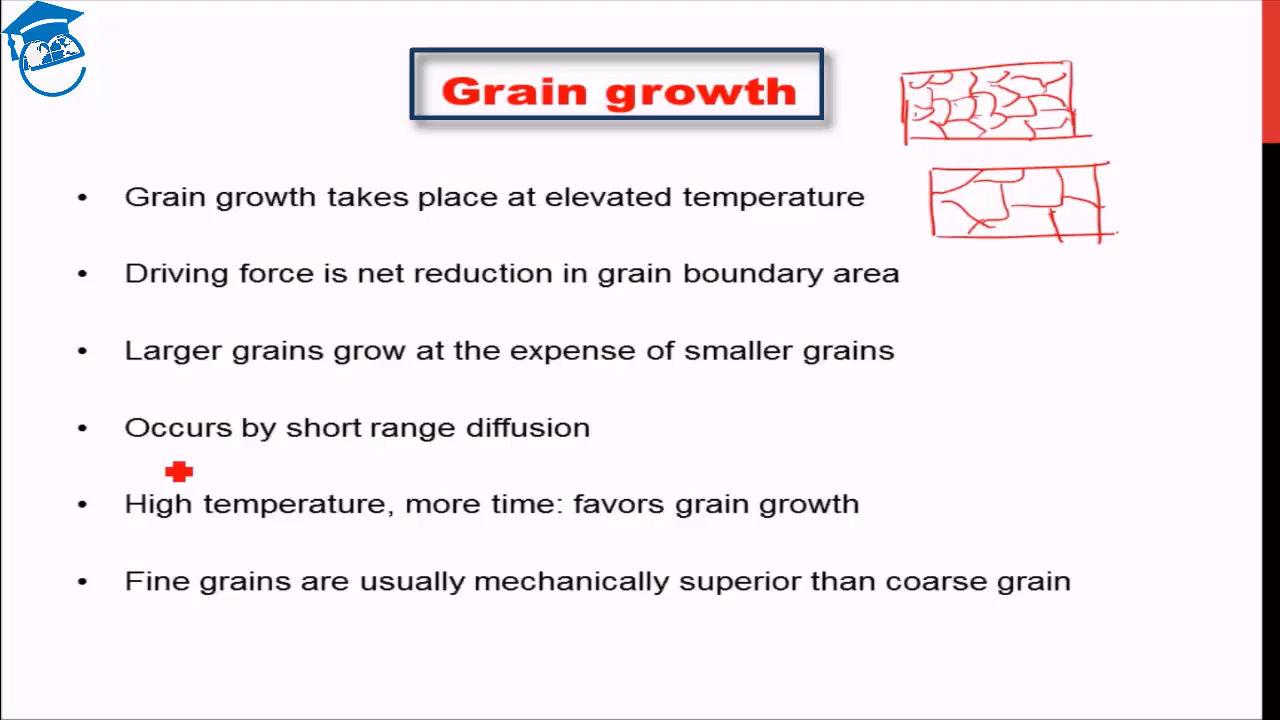 Grain growth
• Grain growth takes place at elevated temperature
• Driving force is net reduction in grain boundary area
• Larger grains grow at the expense of smaller grains
• Occurs by short range diffusion
• High temperature, more time: favors grain growth
• Fine grains are usually mechanically superior than coarse grain